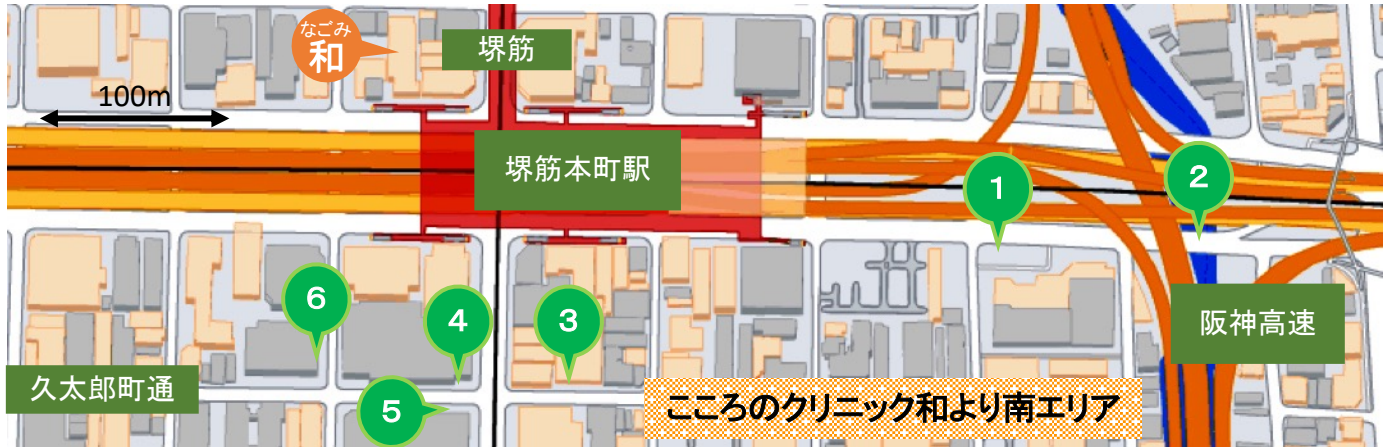 なごみ
和
堺筋
100m
堺筋本町駅
1
2
6
4
3
阪神高速
久太郎町通
5
こころのクリニック和より南エリア